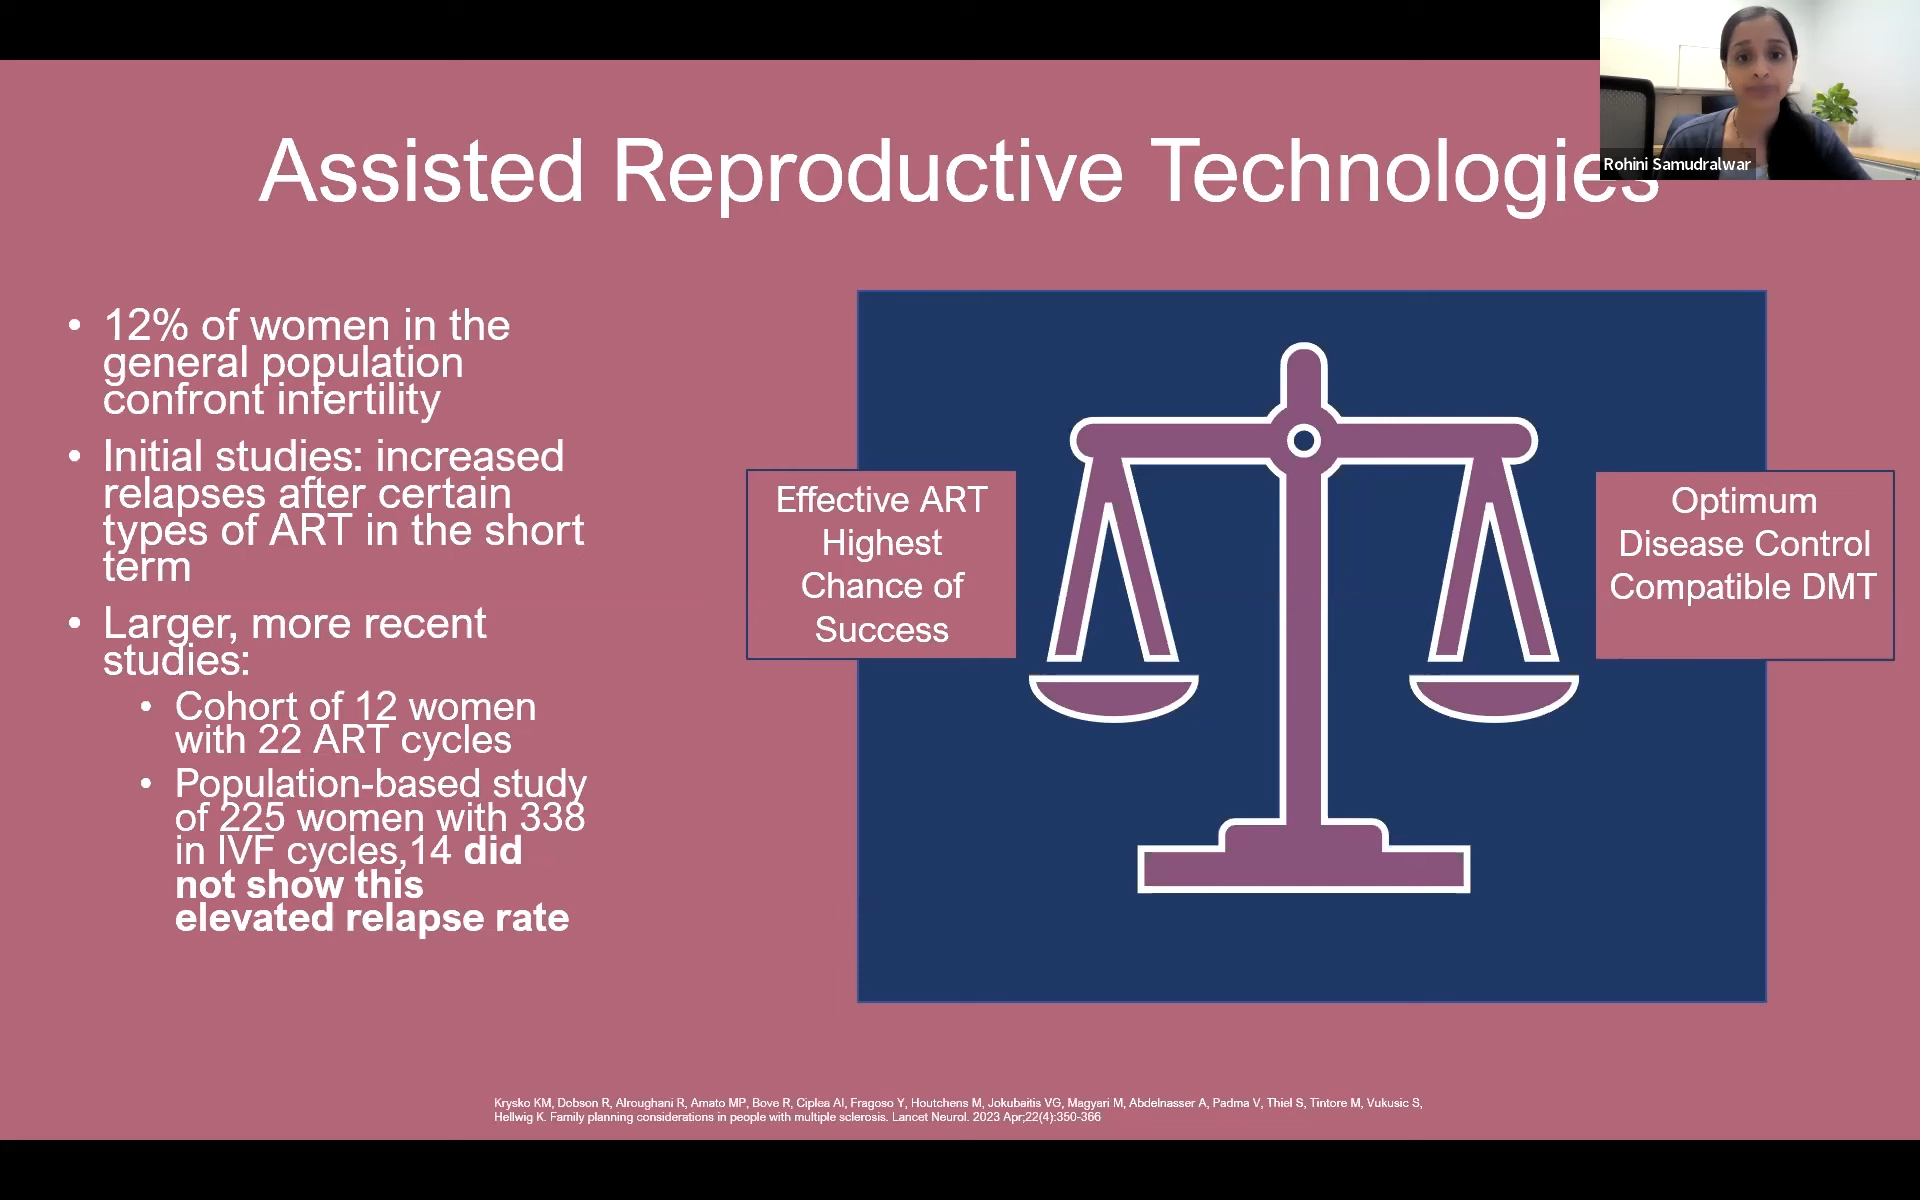 Assisted Reproductive Technologies
Rohini Samudralwar
• 12% of women in the
general population
confront infertility
• Initial studies: increased
relapses after certain
types of ART in the short
term
• Larger, more recent
studies:
• Cohort of 12 women
with 22 ART cycles
• Population-based study
of 225 women with 338
in IVF cycles,14 did
not show this
elevated relapse rate
Effective ART
Highest
Chance of
Success
Optimum
Disease Control
Compatible DMT
Krysko KM, Dobson R, Alroughani R, Amato MP, Bove R, Ciplea AI, Fragoso Y, Houtchens M, Jokubaitis VG, Magyari M, Abdelnasser A, Padma V, Thiel S, Tintore M, Vukusic S,
Hellwig K. Family planning considerations in people with multiple sclerosis. Lancet Neurol. 2023 Apr;22(4):350-366